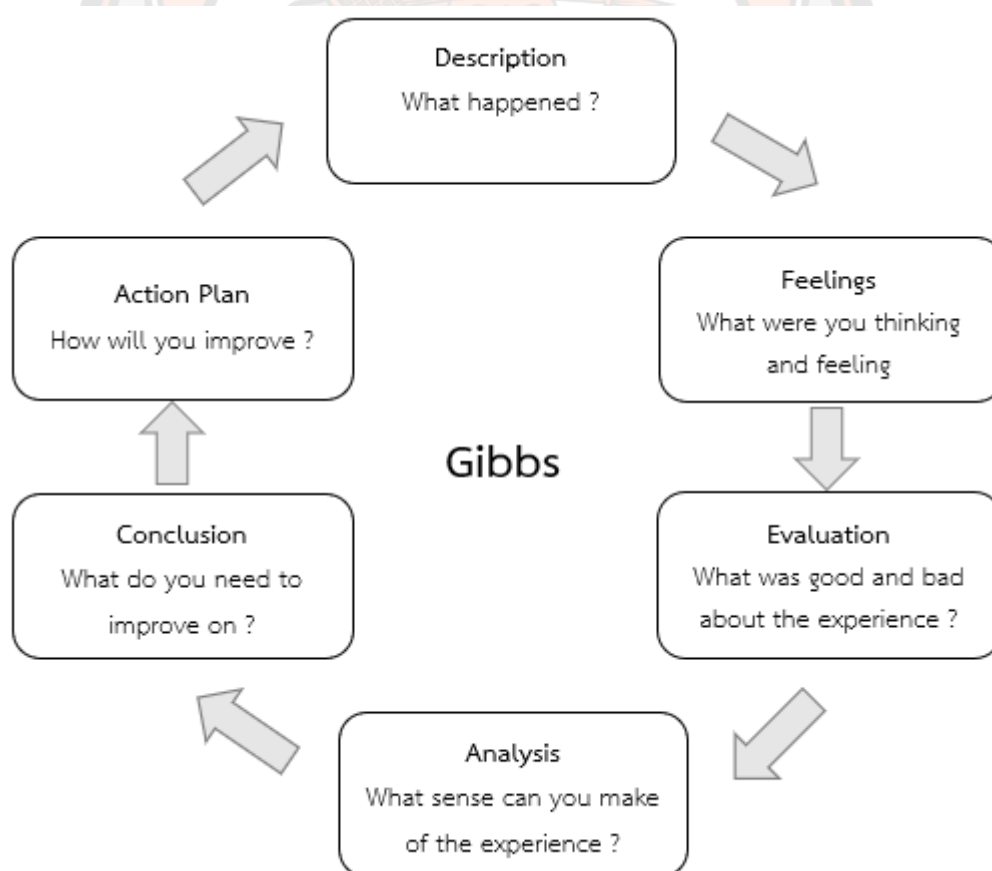 Description
What happened ?
Feelings
What were you thinking
and feeling
Evaluation
What was good and bad
about the experience ?
Analysis
What sense can you make
of the experience ?
Conclusion
What do you need to
improve on ?
Action Plan
How will you improve ?
Gibbs